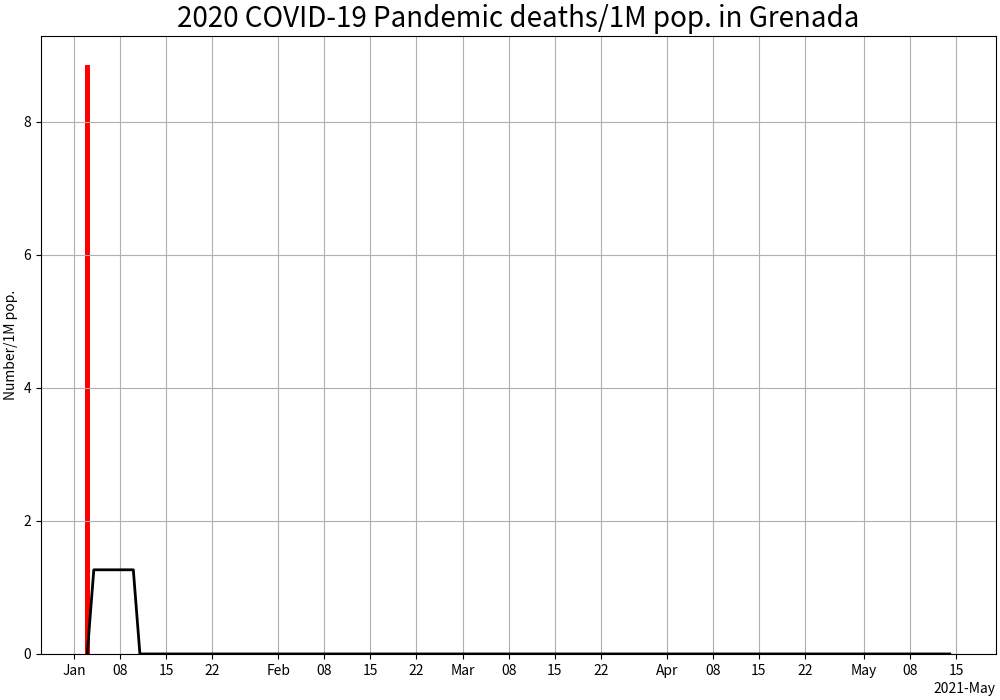 2020 COVID-19 Pandemic deaths/1M pop. in Grenada
Number/1M pop.
8
6
4
2
0
Jan 08 15 22 Feb 08 15 22 Mar 08 15 22 Apr 08 15 22 May 08 15
2021-May